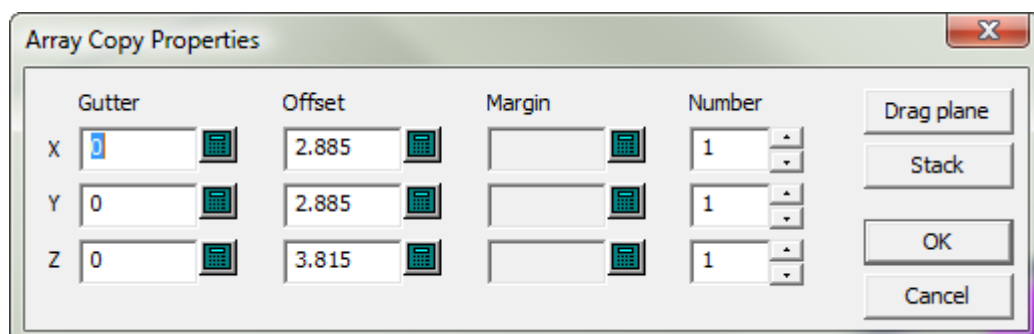 Array Copy Properties
Gutter Offset Margin Number
X 0 2.885 1
Y 0 2.885 1
Z 0 3.815 1
Drag plane
Stack
OK
Cancel